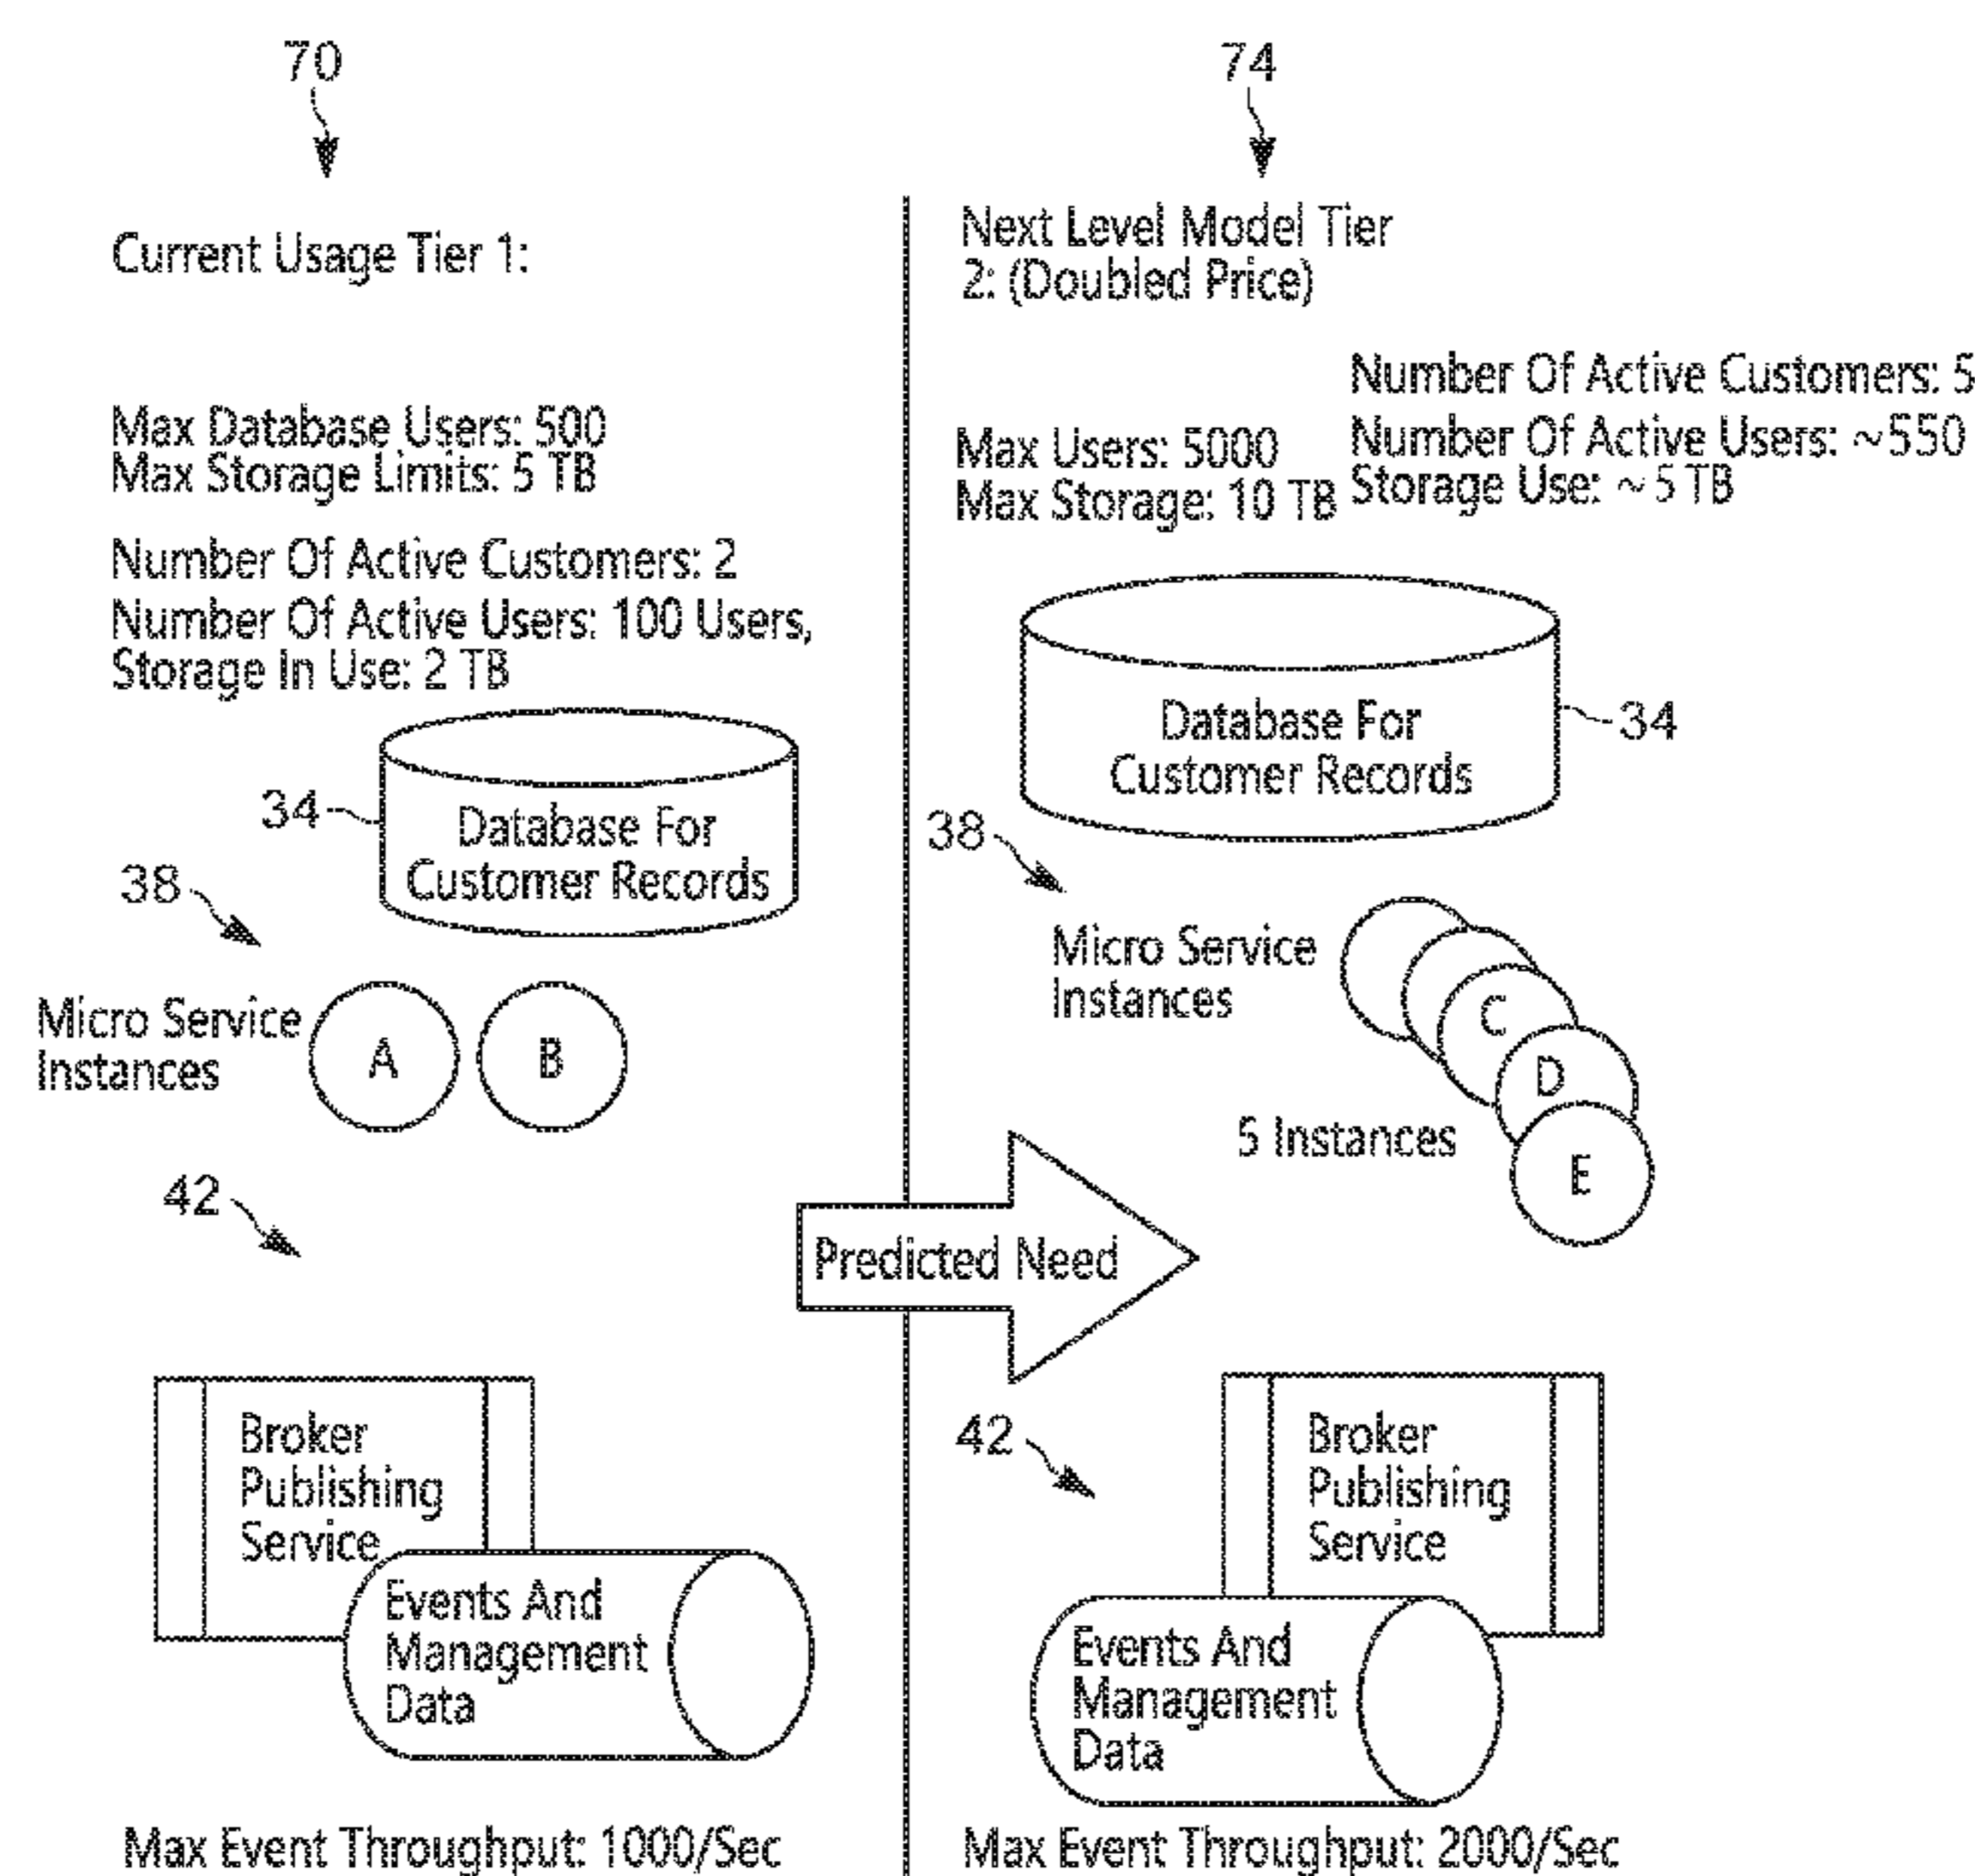 70
Current Usage Tier 1:
Max Database Users: 500
Max Storage Limits: 5 TB
Number Of Active Customers: 2
Number Of Active Users: 100 Users,
Storage In Use: 2 TB
34
Database For
Customer Records
38
Micro Service
Instances
A
B
42
Broker
Publishing
Service
Events And
Management
Data
Max Event Throughput: 1000/Sec
Predicted Need
74
Next Level Model Tier
2: (Doubled Price)
Number Of Active Customers: 5
Number Of Active Users: ~550
Storage Use: ~5 TB
Max Users: 5000
Max Storage: 10 TB
Database For
Customer Records
34
38
Micro Service
Instances
C
D
E
5 Instances
42
Broker
Publishing
Service
Events And
Management
Data
Max Event Throughput: 2000/Sec